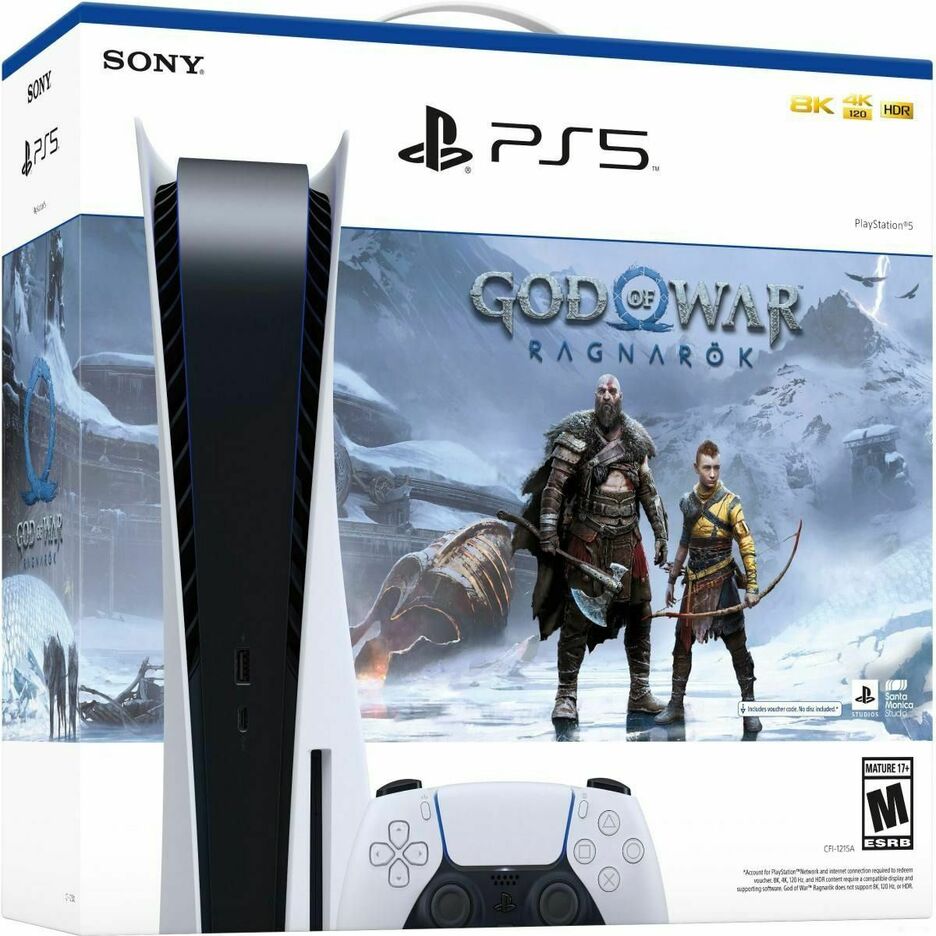 SONY
PS5
SONY®
PS5™
8K
4K
120
HDR
PlayStation®5
GOD OF WAR
RAGNARÖK
GOD OF WAR
RAGNARÖK
Includes voucher code. No disc included.*
STUDIOS
Santa
Monica
Studio
MATURE 17+
M
ESRB
CFI-1215A
*Account for PlayStation™Network and internet connection required to redeem
voucher. 8K, 4K, 120 Hz, and HDR content require a compatible display and
supporting software. God of War™ Ragnarök does not support 8K, 120 Hz, or HDR.